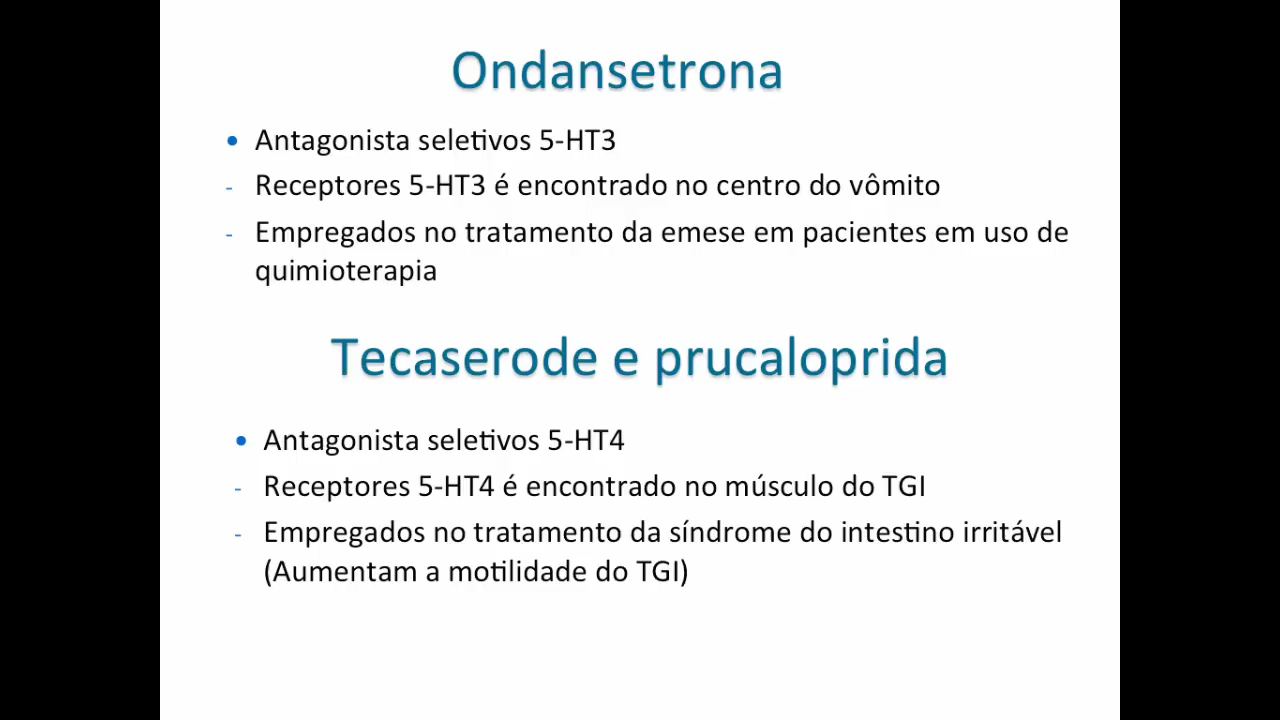 Ondansetrona
• Antagonista seletivos 5-HT3
- Receptores 5-HT3 é encontrado no centro do vômito
- Empregados no tratamento da emese em pacientes em uso de
quimioterapia
Tecaserode e prucaloprida
• Antagonista seletivos 5-HT4
- Receptores 5-HT4 é encontrado no músculo do TGI
- Empregados no tratamento da síndrome do intestino irritável
(Aumentam a motilidade do TGI)